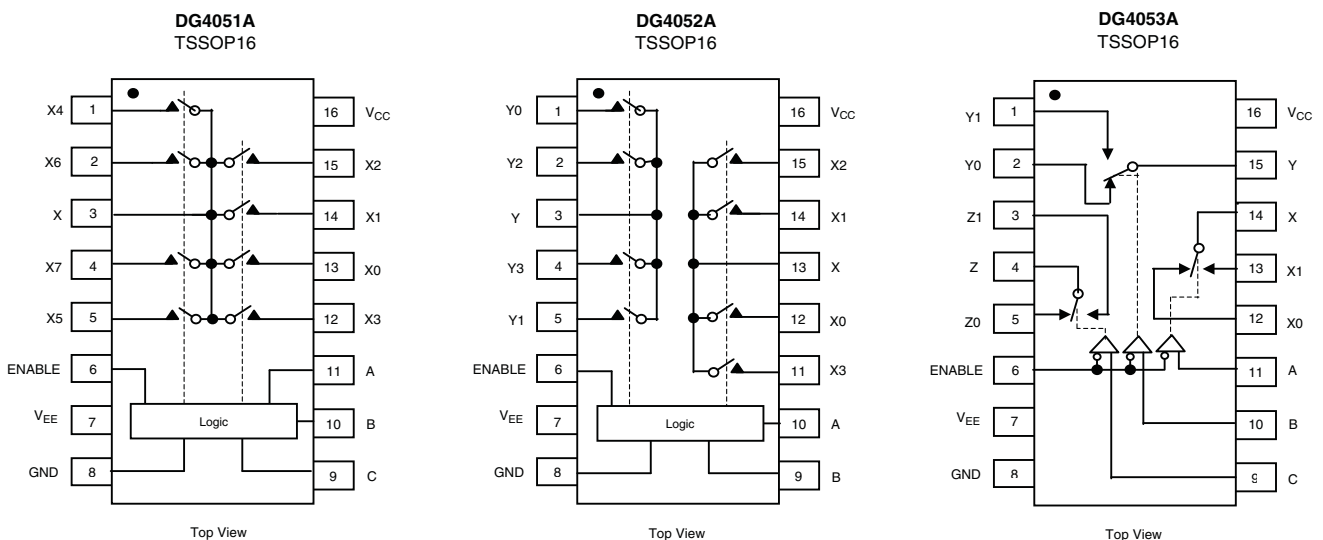 DG4051A
TSSOP16
X4 1 16 VCC
X6 2 15 X2
X 3 14 X1
X7 4 13 X0
X5 5 12 X3
ENABLE 6 11 A
VEE 7 Logic 10 B
GND 8 9 C
Top View
DG4052A
TSSOP16
Y0 1 16 VCC
Y2 2 15 X2
Y 3 14 X1
Y3 4 13 X
Y1 5 12 X0
ENABLE 6 11 X3
VEE 7 Logic 10 A
GND 8 9 B
Top View
DG4053A
TSSOP16
Y1 1 16 VCC
Y0 2 15 Y
Z1 3 14 X
Z 4 13 X1
Z0 5 12 X0
ENABLE 6 11 A
VEE 7 10 B
GND 8 9 C
Top View